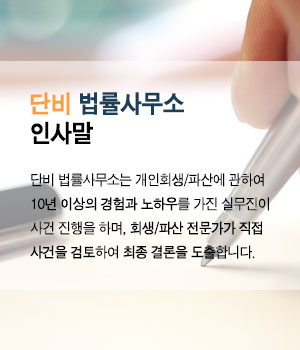 단비 법률사무소
인사말
단비 법률사무소는 개인회생/파산에 관하여
10년 이상의 경험과 노하우를 가진 실무진이
사건 진행을 하며, 회생/파산 전문가가 직접
사건을 검토하여 최종 결론을 도출합니다.